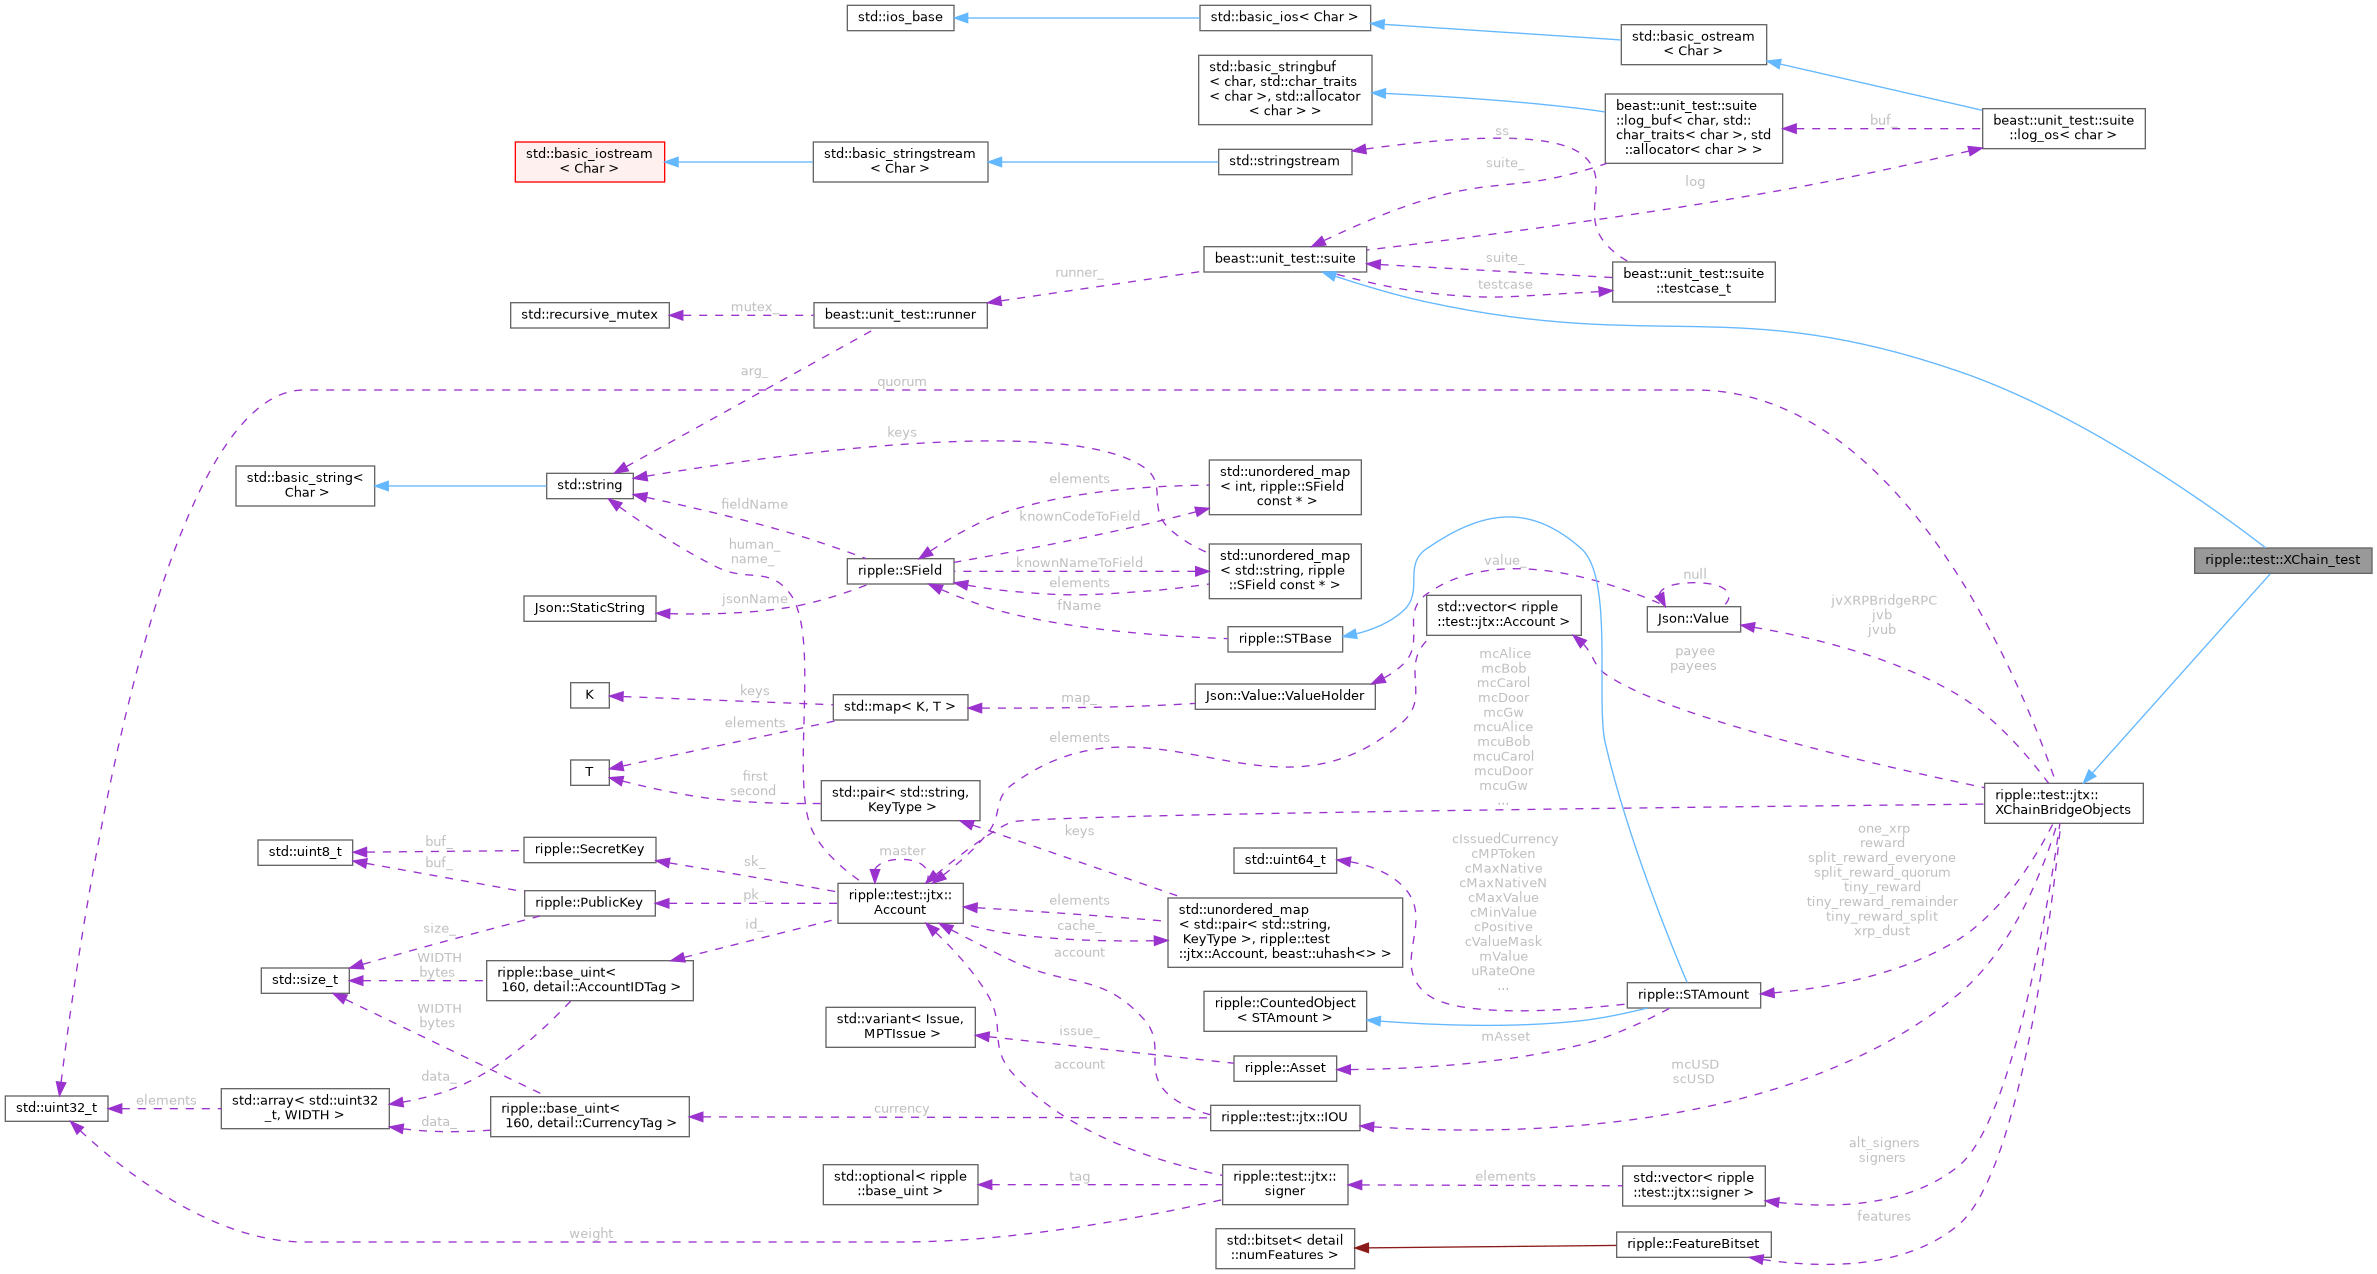 std::ios_base
std::basic_ios< Char >
std::basic_ostream
< Char >
std::basic_stringbuf
< char, std::char_traits
< char >, std::allocator
< char > >
beast::unit_test::suite
::log_buf< char, std::
char_traits< char >, std
::allocator< char > >
buf_
beast::unit_test::suite
::log_os< char >
ss
std::basic_iostream
< Char >
std::basic_stringstream
< Char >
std::stringstream
suite_
log
beast::unit_test::suite
suite_
testcase
beast::unit_test::suite
::testcase_t
runner_
std::recursive_mutex
mutex_
beast::unit_test::runner
arg_
quorum
keys
std::basic_string<
Char >
std::string
fieldName
human_
name_
elements
knownCodeToField
std::unordered_map
< int, ripple::SField
const * >
ripple::SField
knownNameToField
elements
std::unordered_map
< std::string, ripple
::SField const * >
value_
null
ripple::test::XChain_test
Json::StaticString
jsonName
fName
ripple::STBase
std::vector< ripple
::test::jtx::Account >
Json::Value
jvXRPBridgeRPC
jvb
jvub
payee
payees
K
keys
std::map< K, T >
map_
Json::Value::ValueHolder
elements
T
first
second
std::pair< std::string,
KeyType >
elements
mcAlice
mcBob
mcCarol
mcDoor
mcGw
mcuAlice
mcuBob
mcuCarol
mcuDoor
mcuGw
...
ripple::test::jtx::
XChainBridgeObjects
std::uint8_t
buf_
buf_
ripple::SecretKey
sk_
master
keys
std::uint64_t
cIssuedCurrency
cMPToken
cMaxNative
cMaxNativeN
cMaxValue
cMinValue
cPositive
cValueMask
mValue
uRateOne
...
one_xrp
reward
split_reward_everyone
split_reward_quorum
tiny_reward
tiny_reward_remainder
tiny_reward_split
xrp_dust
ripple::PublicKey
pk_
ripple::test::jtx::
Account
elements
cache_
std::unordered_map
< std::pair< std::string,
KeyType >, ripple::test
::jtx::Account, beast::uhash<> >
size_
id_
account
std::size_t
WIDTH
bytes
ripple::base_uint<
160, detail::AccountIDTag >
ripple::STAmount
WIDTH
bytes
std::variant< Issue,
MPTIssue >
issue_
ripple::CountedObject
< STAmount >
mAsset
ripple::Asset
account
mcUSD
scUSD
data_
std::uint32_t
elements
std::array< std::uint32
_t, WIDTH >
data_
ripple::base_uint<
160, detail::CurrencyTag >
currency
ripple::test::jtx::IOU
alt_signers
signers
std::optional< ripple
::base_uint >
tag
ripple::test::jtx::
signer
elements
std::vector< ripple
::test::jtx::signer >
weight
features
std::bitset< detail
::numFeatures >
ripple::FeatureBitset